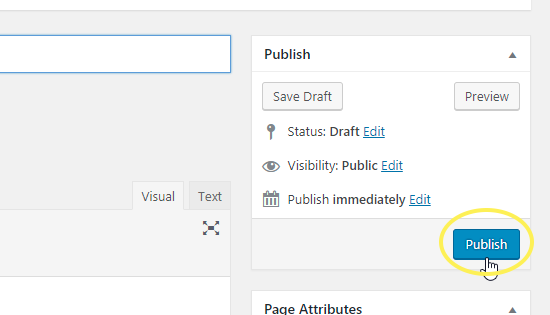 Publish
Save Draft
Preview
Status: Draft Edit
Visibility: Public Edit
Visual
Text
Publish immediately Edit
Publish
Page Attributes